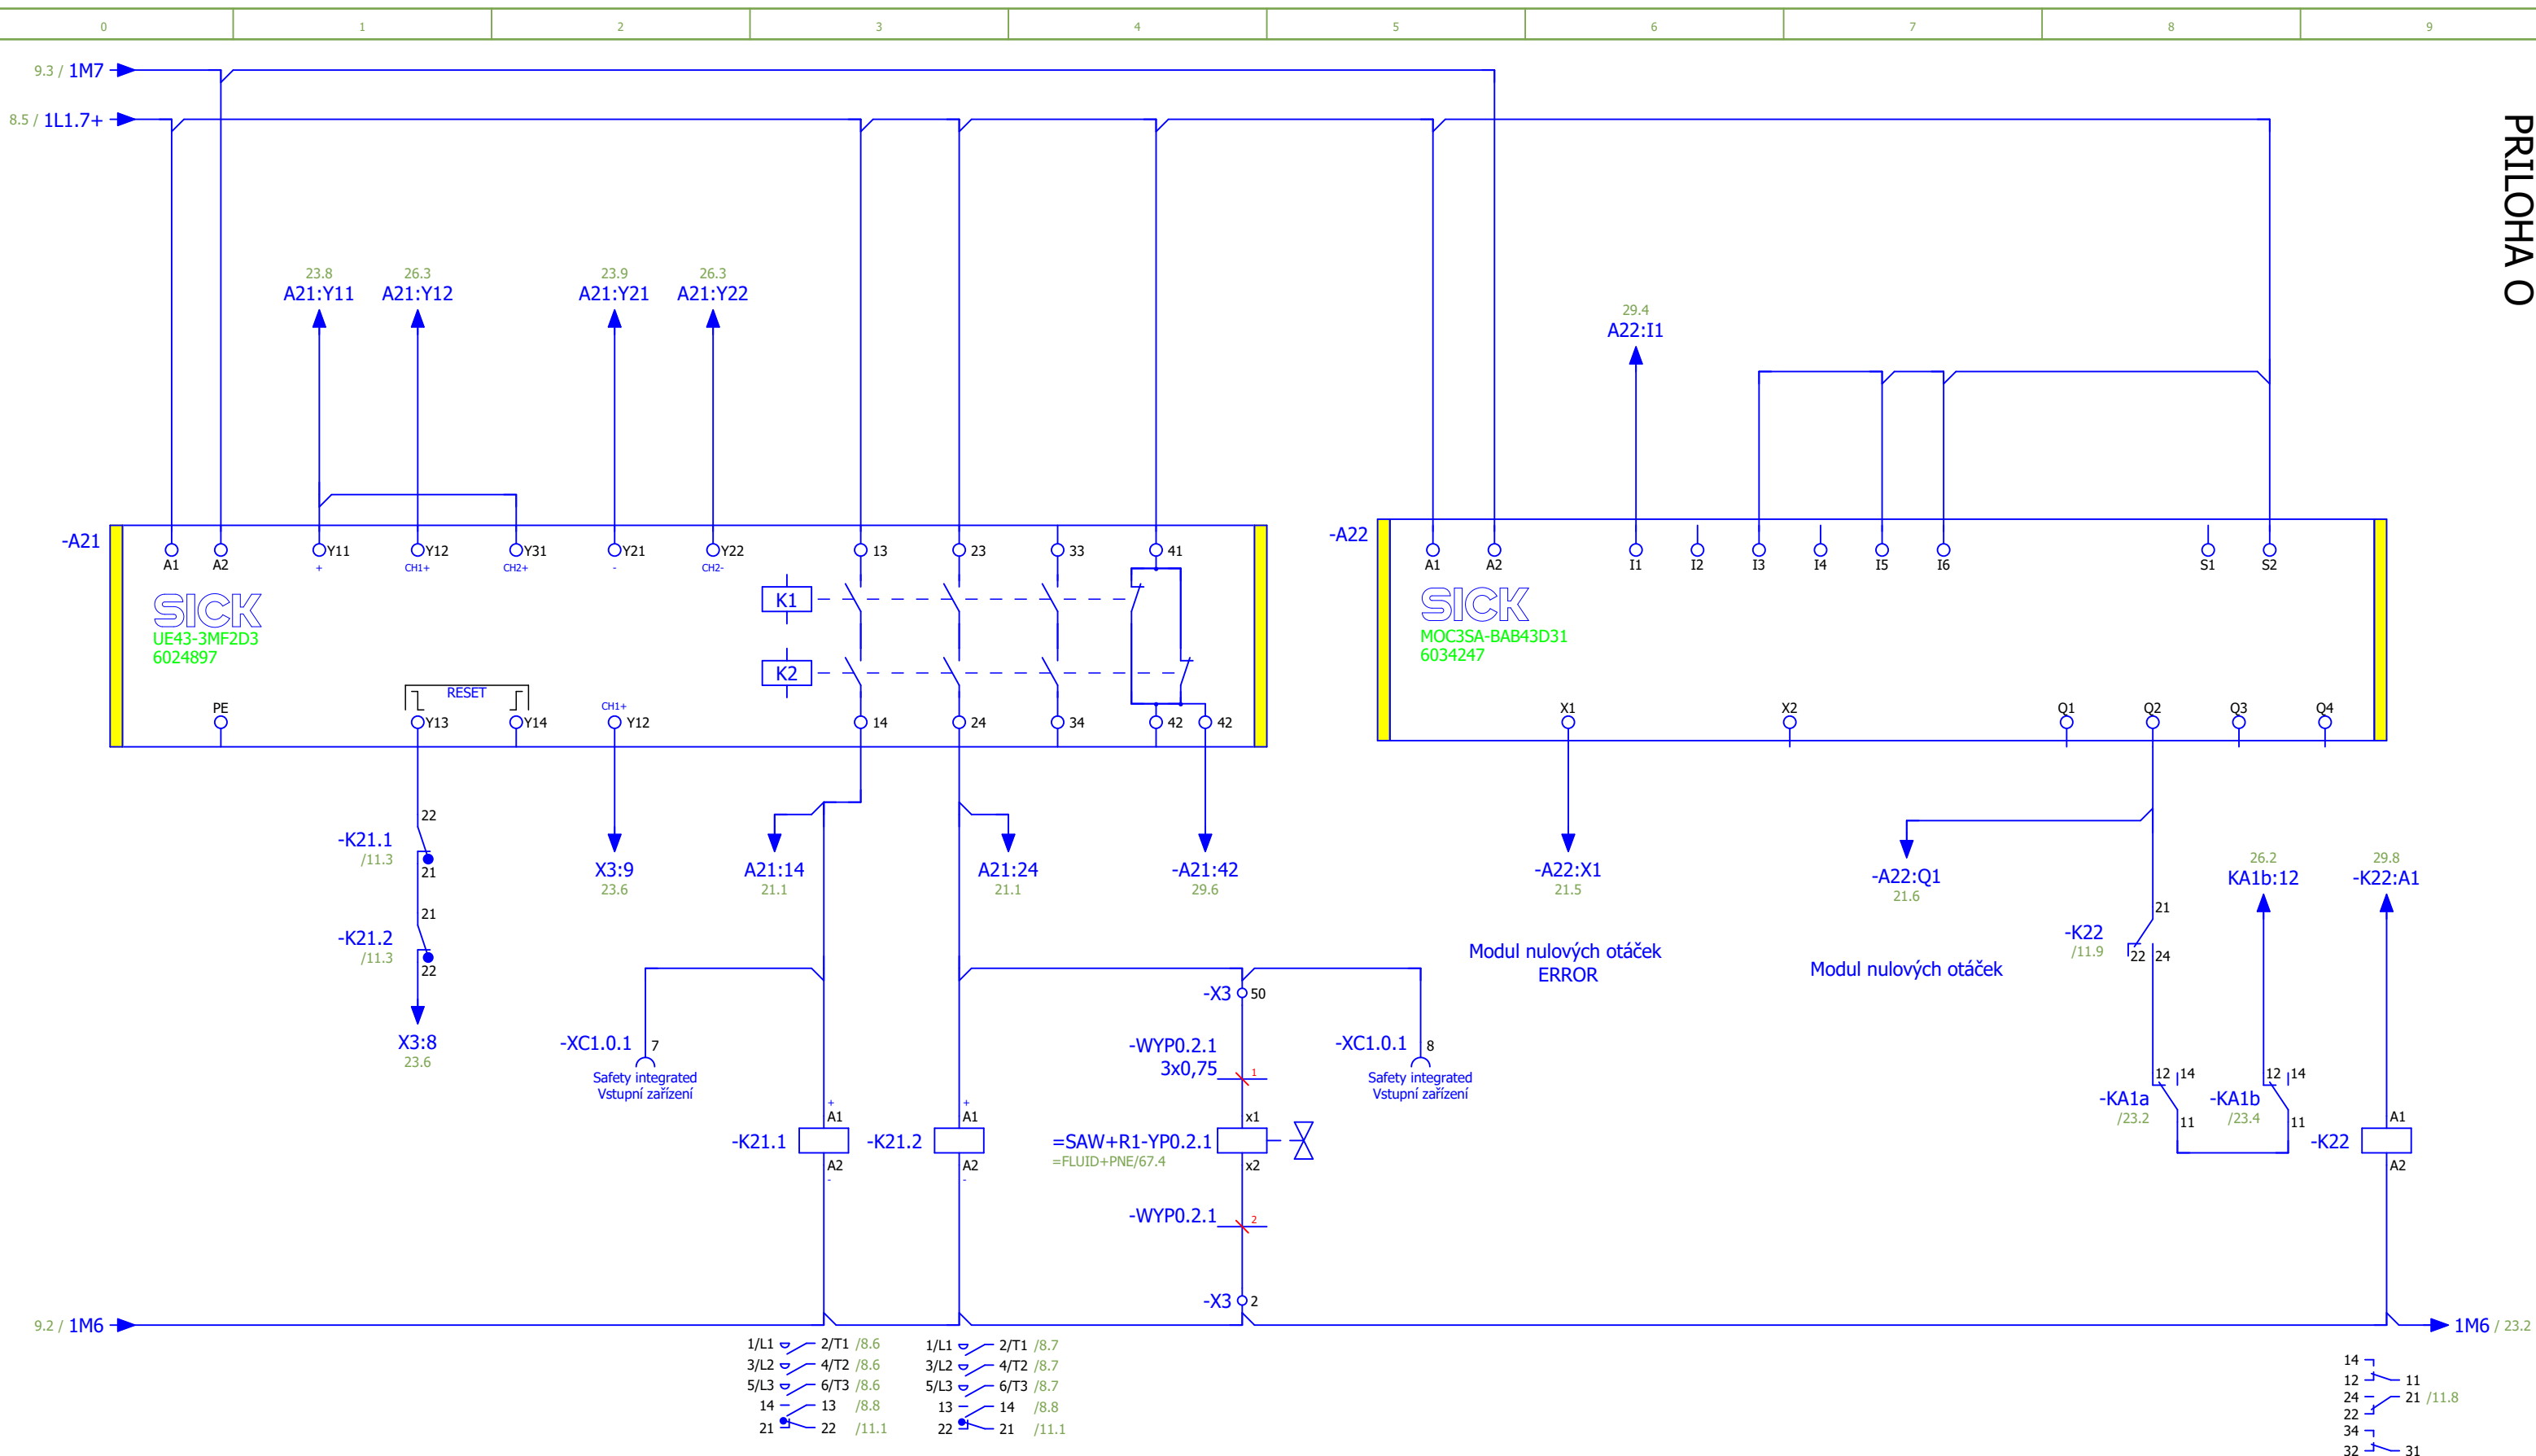 0 1 2 3 4 5 6 7 8 9
9.3 / 1M7
8.5 / 1L1.7+
PRILOHA O
23.8 26.3 23.9 26.3
A21:Y11 A21:Y12 A21:Y21 A21:Y22
29.4
A22:I1
-A21
A1 A2 Y11 Y12 Y31 Y21 Y22 13 23 33 41
+ CH1+ CH2+ - CH2-
SICK
UE43-3MF2D3
6024897
K1
K2
RESET
CH1+
PE Y13 Y14 Y12 14 24 34 42 42
-A22
A1 A2 I1 I2 I3 I4 I5 I6 S1 S2
SICK
MOC3SA-BAB43D31
6034247
X1 X2 Q1 Q2 Q3 Q4
22
-K21.1
/11.3
21
21
-K21.2
/11.3
22
X3:8
23.6
X3:9
23.6
A21:14
21.1
A21:24
21.1
-A21:42
29.6
-A22:X1
21.5
-A22:Q1
21.6
26.2
KA1b:12
29.8
-K22:A1
Modul nulových otáček
ERROR
Modul nulových otáček
21
-K22
/11.9
22 24
-XC1.0.1 7
Safety integrated
Vstupní zařízení
-X3 50
-WYP0.2.1
3x0,75
1
-XC1.0.1 8
Safety integrated
Vstupní zařízení
12 14
-KA1a
/23.2
11
12 14
-KA1b
/23.4
11
+
A1
-K21.1
A2
-
+
A1
-K21.2
A2
-
x1
=SAW+R1-YP0.2.1
=FLUID+PNE/67.4
x2
-WYP0.2.1
2
-X3 2
A1
-K22
A2
9.2 / 1M6
1M6 / 23.2
1/L1 2/T1 /8.6
3/L2 4/T2 /8.6
5/L3 6/T3 /8.6
14 13 /8.8
21 22 /11.1
1/L1 2/T1 /8.7
3/L2 4/T2 /8.7
5/L3 6/T3 /8.7
13 14 /8.8
22 21 /11.1
14
12 11
24 21 /11.8
22
34
32 31